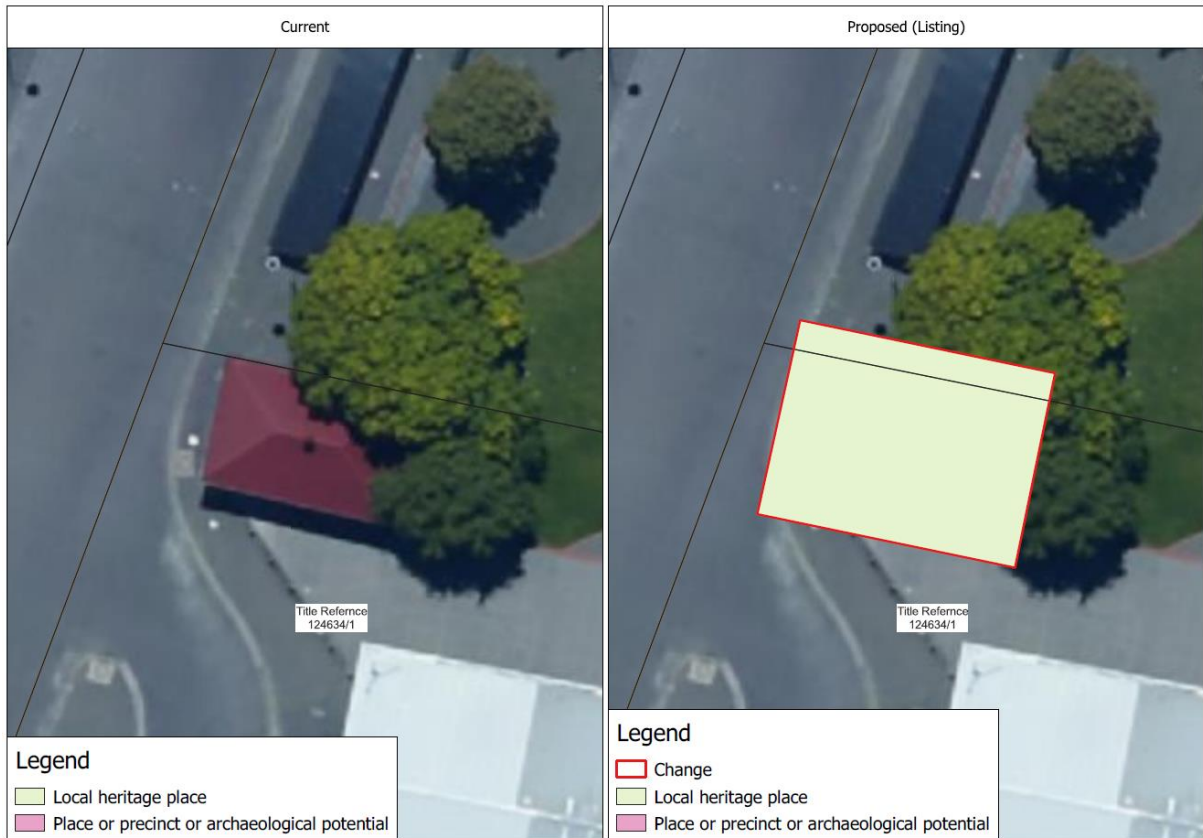 Current
Title Refernce
124634/1
Legend
Local heritage place
Place or precinct or archaeological potential
Proposed (Listing)
Title Refernce
124634/1
Legend
Change
Local heritage place
Place or precinct or archaeological potential